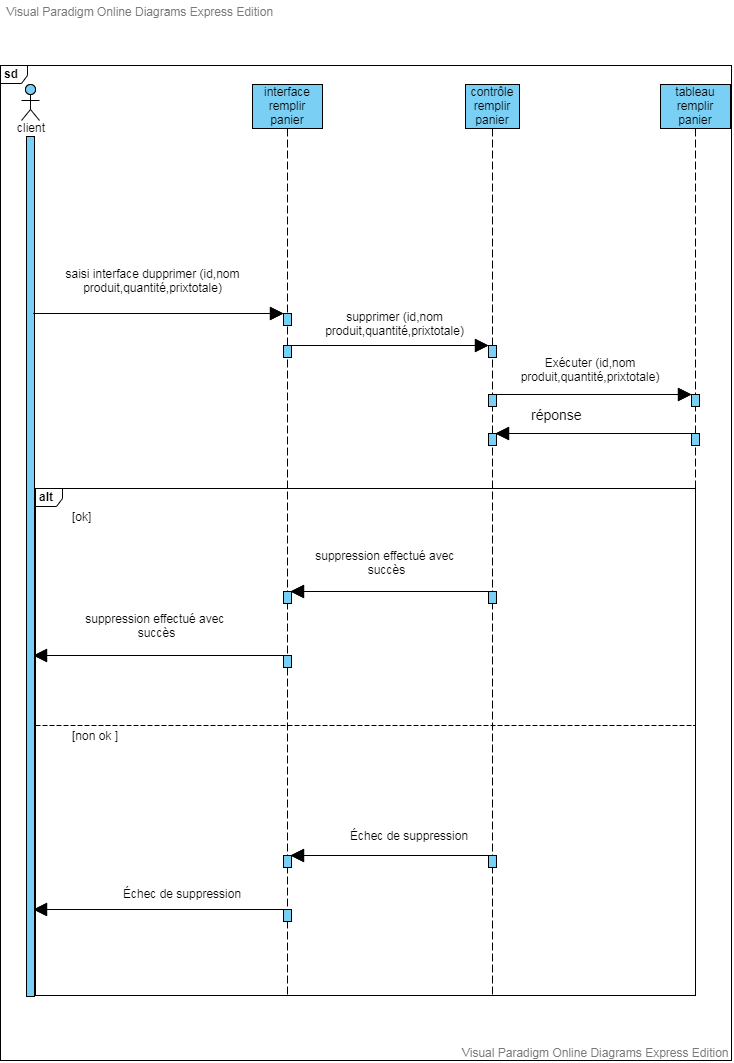 Visual Paradigm Online Diagrams Express Edition
sd
client
interface
remplir
panier
contrôle
remplir
panier
tableau
remplir
panier
saisi interface dupprimer (id,nom
produit,quantité,prixtotale)
supprimer (id,nom
produit,quantité,prixtotale)
Exécuter (id,nom
produit,quantité,prixtotale)
réponse
alt
[ok]
suppression effectué avec
succès
suppression effectué avec
succès
[non ok ]
Échec de suppression
Échec de suppression
Visual Paradigm Online Diagrams Express Edition